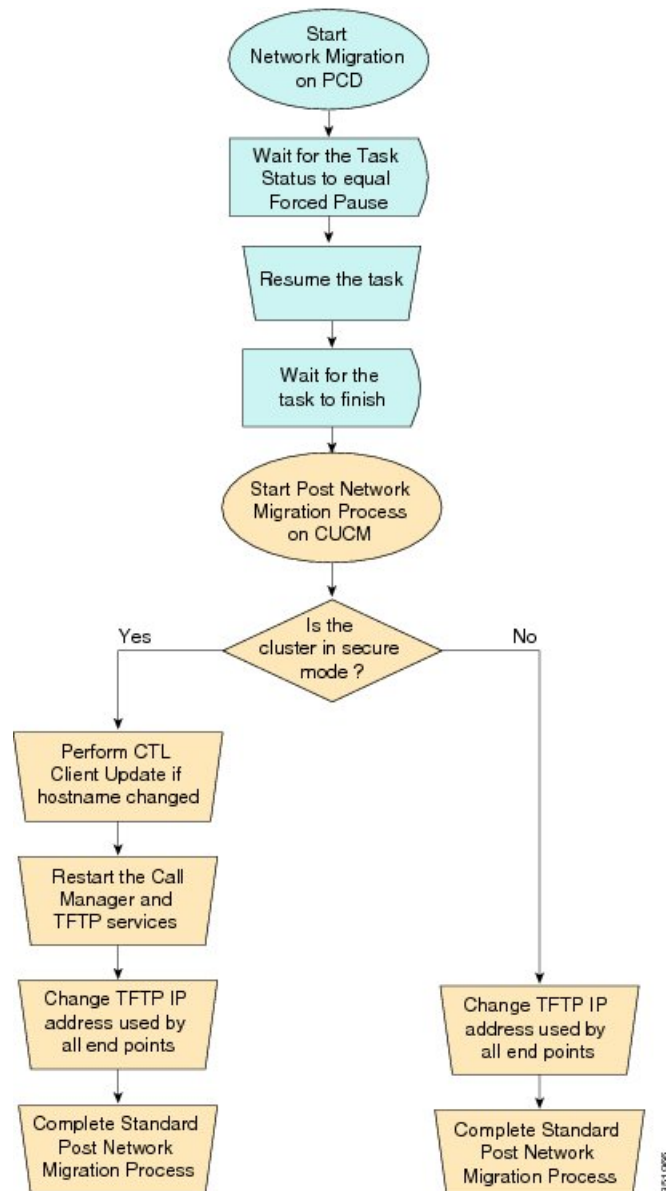 Start
Network Migration
on PCD
Wait for the Task
Status to equal
Forced Pause
Resume the task
Wait for the
task to finish
Start Post Network
Migration Process
on CUCM
Is the
cluster in secure
mode ?
Yes
No
Perform CTL
Client Update if
hostname changed
Restart the Call
Manager and
TFTP services
Change TFTP IP
address used by
all end points
Complete Standard
Post Network
Migration Process
Change TFTP IP
address used by
all end points
Complete Standard
Post Network
Migration Process